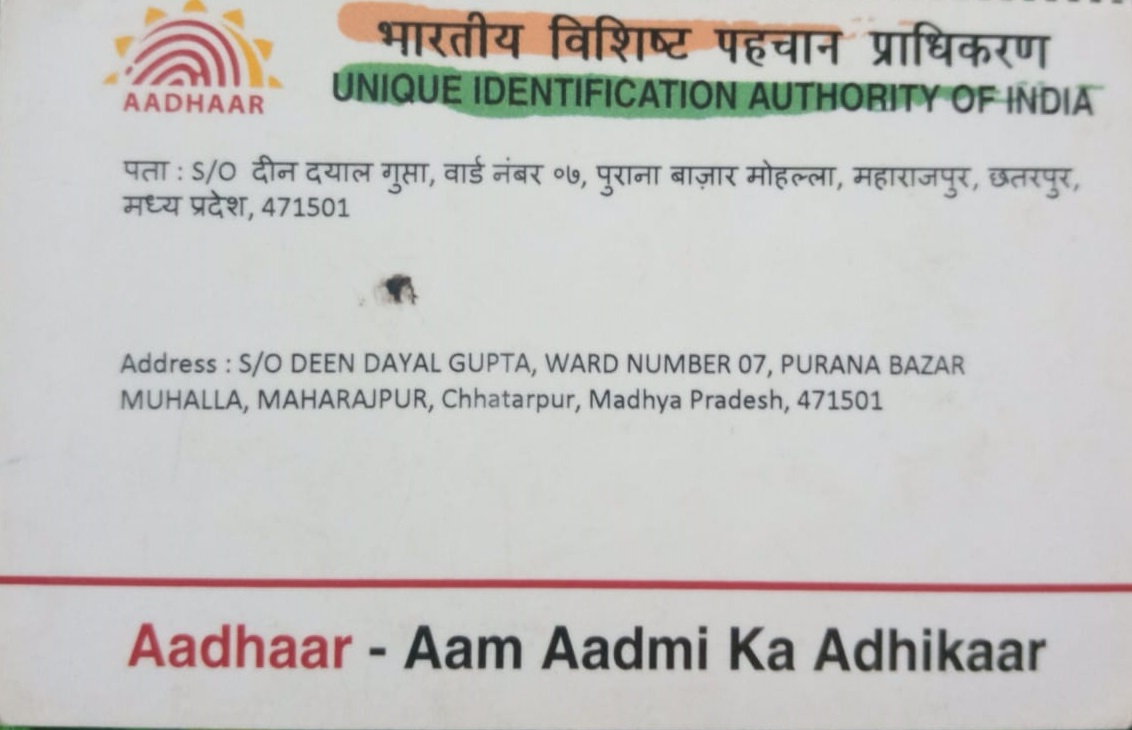 भारतीय विशिष्ट पहचान प्राधिकरण
AADHAAR
UNIQUE IDENTIFICATION AUTHORITY OF INDIA
पता : S/O दीन दयाल गुप्ता, वार्ड नंबर ०७, पुराना बाज़ार मोहल्ला, महाराजपुर, छतरपुर,
मध्य प्रदेश, 471501
Address : S/O DEEN DAYAL GUPTA, WARD NUMBER 07, PURANA BAZAR
MUHALLA, MAHARAJPUR, Chhatarpur, Madhya Pradesh, 471501
Aadhaar - Aam Aadmi Ka Adhikaar